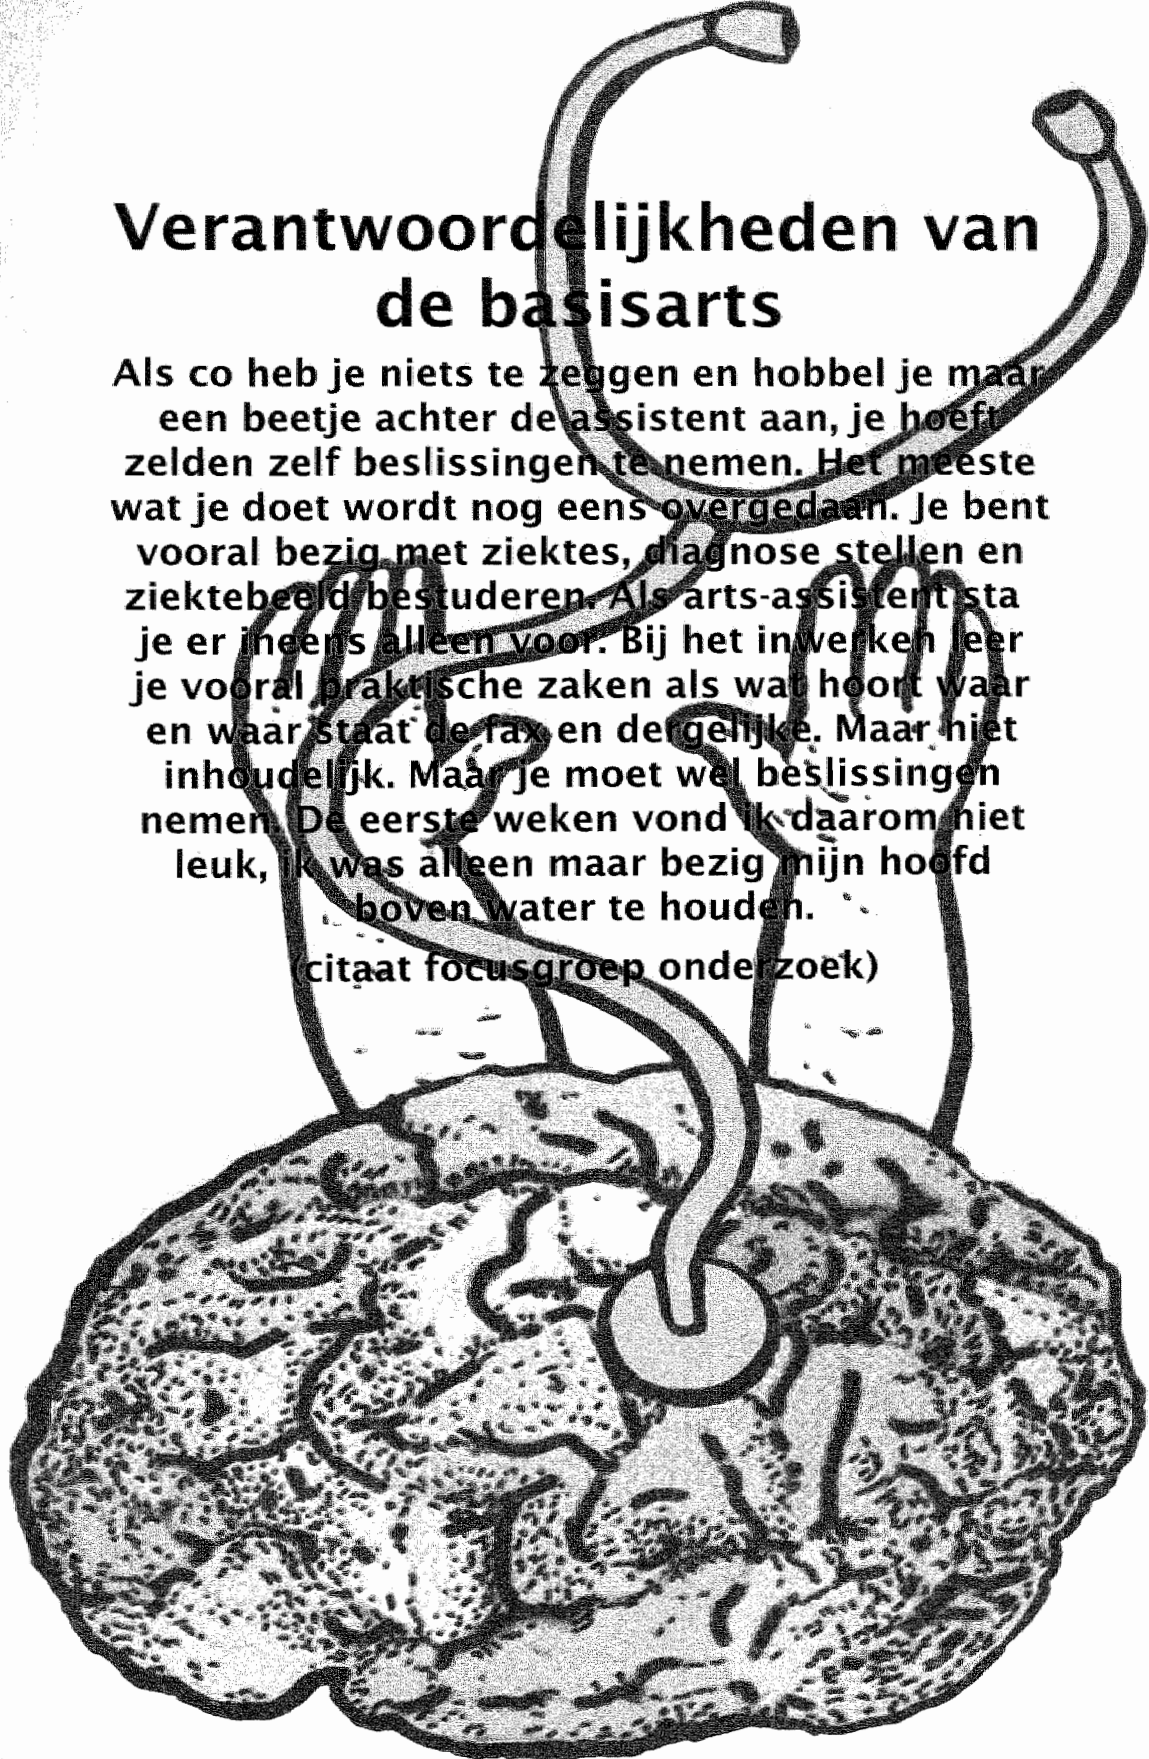 Verantwoordelijkheden van
de basisarts
Als co heb je niets te zeggen en hobbel je maar
een beetje achter de assistent aan, je hoeft
zelden zelf beslissingen te nemen. Het meeste
wat je doet wordt nog eens overgedaan. Je bent
vooral bezig met ziektes, diagnose stellen en
ziektebeeld bestuderen. Als arts-assistent sta
je er ineens alleen voor. Bij het inwerken leer
je vooral praktische zaken als wat hoort waar
en waar staat de fax en dergelijke. Maar niet
inhoudelijk. Maar je moet wel beslissingen
nemen. De eerste weken vond ik daarom niet
leuk, ik was alleen maar bezig mijn hoofd
boven water te houden.
(citaat focusgroep onderzoek)